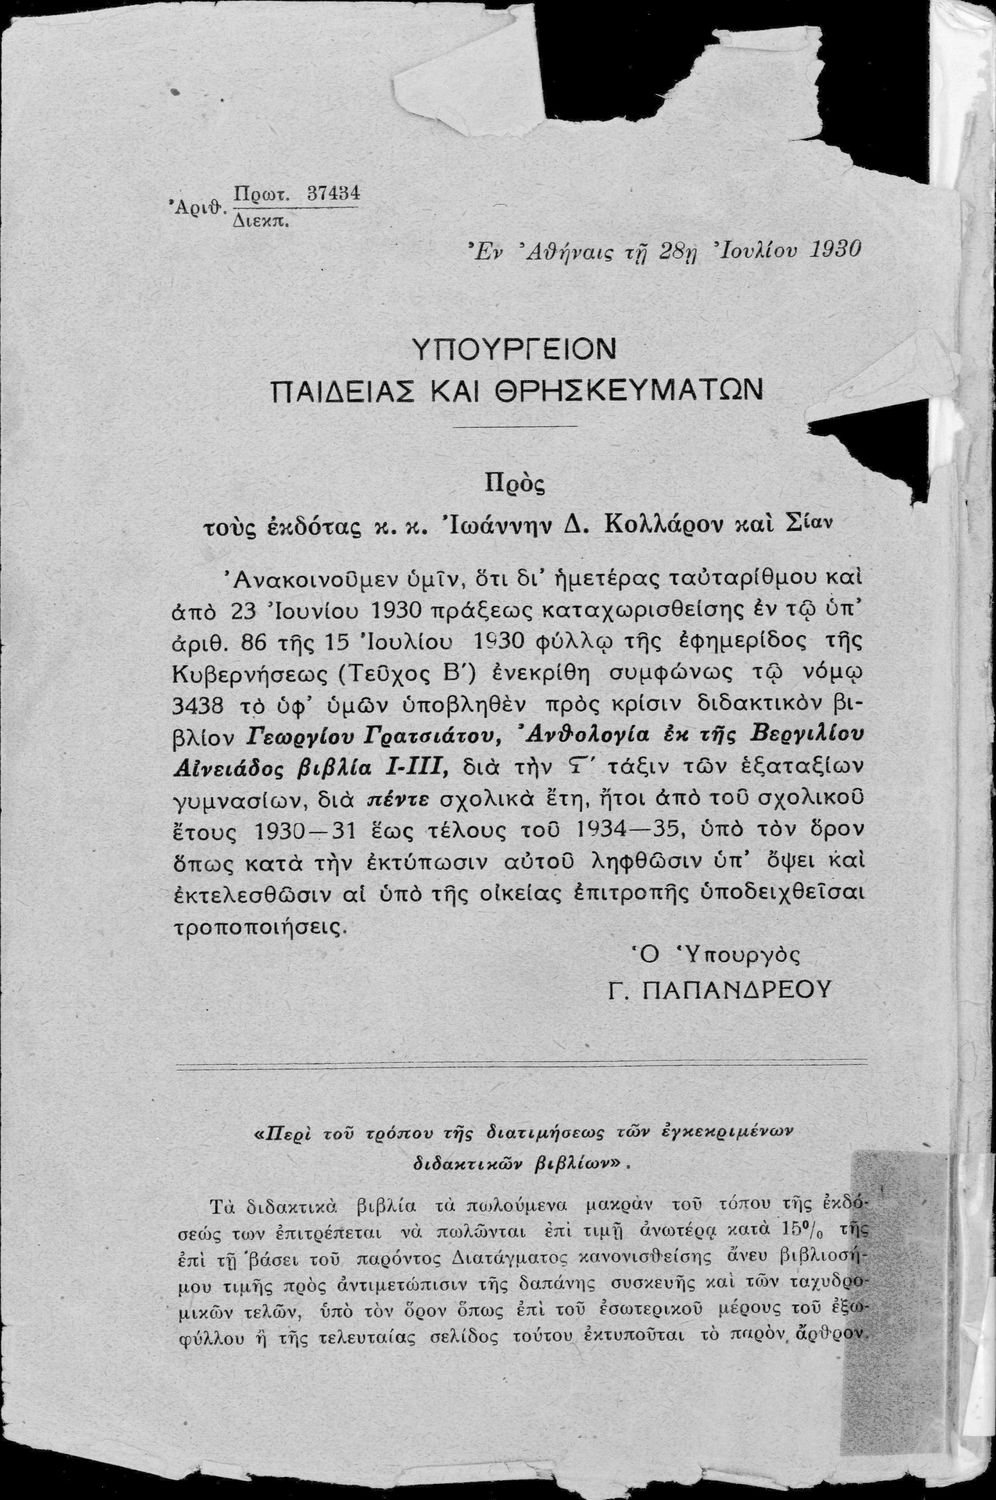 Ἀριθ. Πρωτ. 37434
Διεκπ.
Ἐν Ἀθήναις τῇ 28ῃ Ἰουλίου 1930
ΥΠΟΥΡΓΕΙΟΝ
ΠΑΙΔΕΙΑΣ ΚΑΙ ΘΡΗΣΚΕΥΜΑΤΩΝ
Πρὸς
τοὺς ἐκδότας κ. κ. Ἰωάννην Δ. Κολλάρον καὶ Σίαν
Ἀνακοινοῦμεν ὑμῖν, ὅτι δι' ἡμετέρας ταὐταρίθμου καὶ
ἀπὸ 23 Ἰουνίου 1930 πράξεως καταχωρισθείσης ἐν τῷ ὑπ'
ἀριθ. 86 τῆς 15 Ἰουλίου 1930 φύλλῳ τῆς ἐφημερίδος τῆς
Κυβερνήσεως (Τεῦχος Β') ἐνεκρίθη συμφώνως τῷ νόμῳ
3438 τὸ ὑφ' ὑμῶν ὑποβληθὲν πρὸς κρίσιν διδακτικὸν βι-
βλίον Γεωργίου Γρατσιάτου, Ἀνθολογία ἐκ τῆς Βεργιλίου
Αἰνειάδος βιβλία I-III, διὰ τὴν Ϛ' τάξιν τῶν ἑξαταξίων
γυμνασίων, διὰ πέντε σχολικὰ ἔτη, ἤτοι ἀπὸ τοῦ σχολικοῦ
ἔτους 1930—31 ἕως τέλους τοῦ 1934—35, ὑπὸ τὸν ὅρον
ὅπως κατὰ τὴν ἐκτύπωσιν αὐτοῦ ληφθῶσιν ὑπ' ὄψει καὶ
ἐκτελεσθῶσιν αἱ ὑπὸ τῆς οἰκείας ἐπιτροπῆς ὑποδειχθεῖσαι
τροποποιήσεις.
Ὁ Ὑπουργὸς
Γ. ΠΑΠΑΝΔΡΕΟΥ
«Περὶ τοῦ τρόπου τῆς διατιμήσεως τῶν ἐγκεκριμένων
διδακτικῶν βιβλίων».
Τὰ διδακτικὰ βιβλία τὰ πωλούμενα μακρὰν τοῦ τόπου τῆς ἐκδό-
σεώς των ἐπιτρέπεται νὰ πωλῶνται ἐπὶ τιμῇ ἀνωτέρᾳ κατὰ 15% τῆς
ἐπὶ τῇ βάσει τοῦ παρόντος Διατάγματος κανονισθείσης ἄνευ βιβλιοσή-
μου τιμῆς πρὸς ἀντιμετώπισιν τῆς δαπάνης συσκευῆς καὶ τῶν ταχυδρο-
μικῶν τελῶν, ὑπὸ τὸν ὅρον ὅπως ἐπὶ τοῦ ἐσωτερικοῦ μέρους τοῦ ἐξω-
φύλλου ἢ τῆς τελευταίας σελίδος τούτου ἐκτυποῦται τὸ παρὸν ἄρθρον.